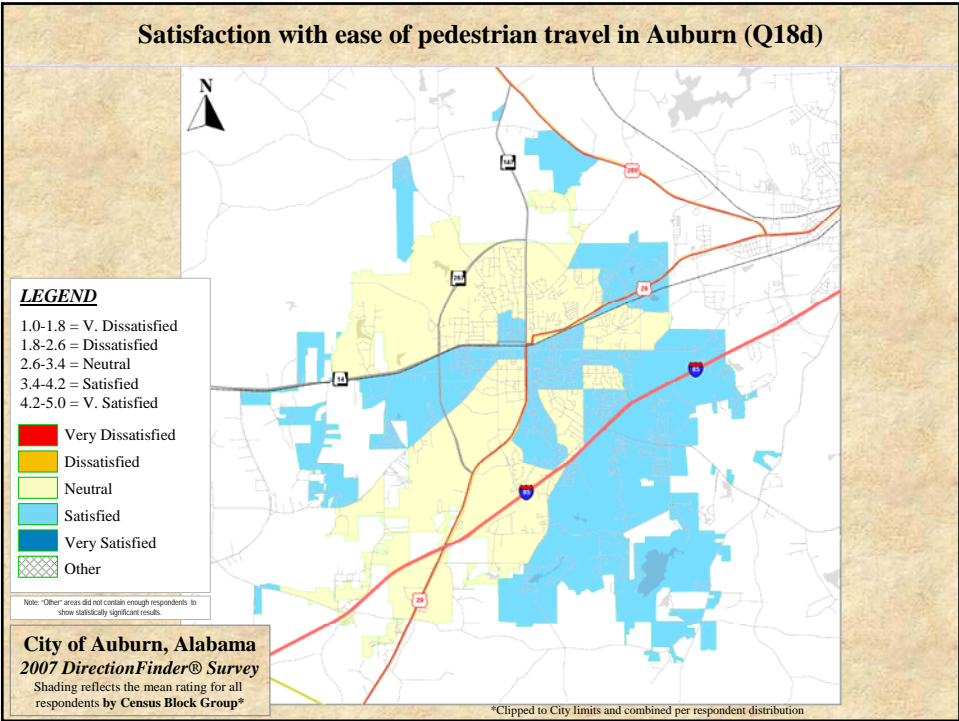 Satisfaction with ease of pedestrian travel in Auburn (Q18d)
N
147
280
267
29
14
85
85
29
LEGEND
1.0-1.8 = V. Dissatisfied
1.8-2.6 = Dissatisfied
2.6-3.4 = Neutral
3.4-4.2 = Satisfied
4.2-5.0 = V. Satisfied
Very Dissatisfied
Dissatisfied
Neutral
Satisfied
Very Satisfied
Other
Note: "Other" areas did not contain enough respondents to
show statistically significant results.
City of Auburn, Alabama
2007 DirectionFinder® Survey
Shading reflects the mean rating for all
respondents by Census Block Group*
*Clipped to City limits and combined per respondent distribution